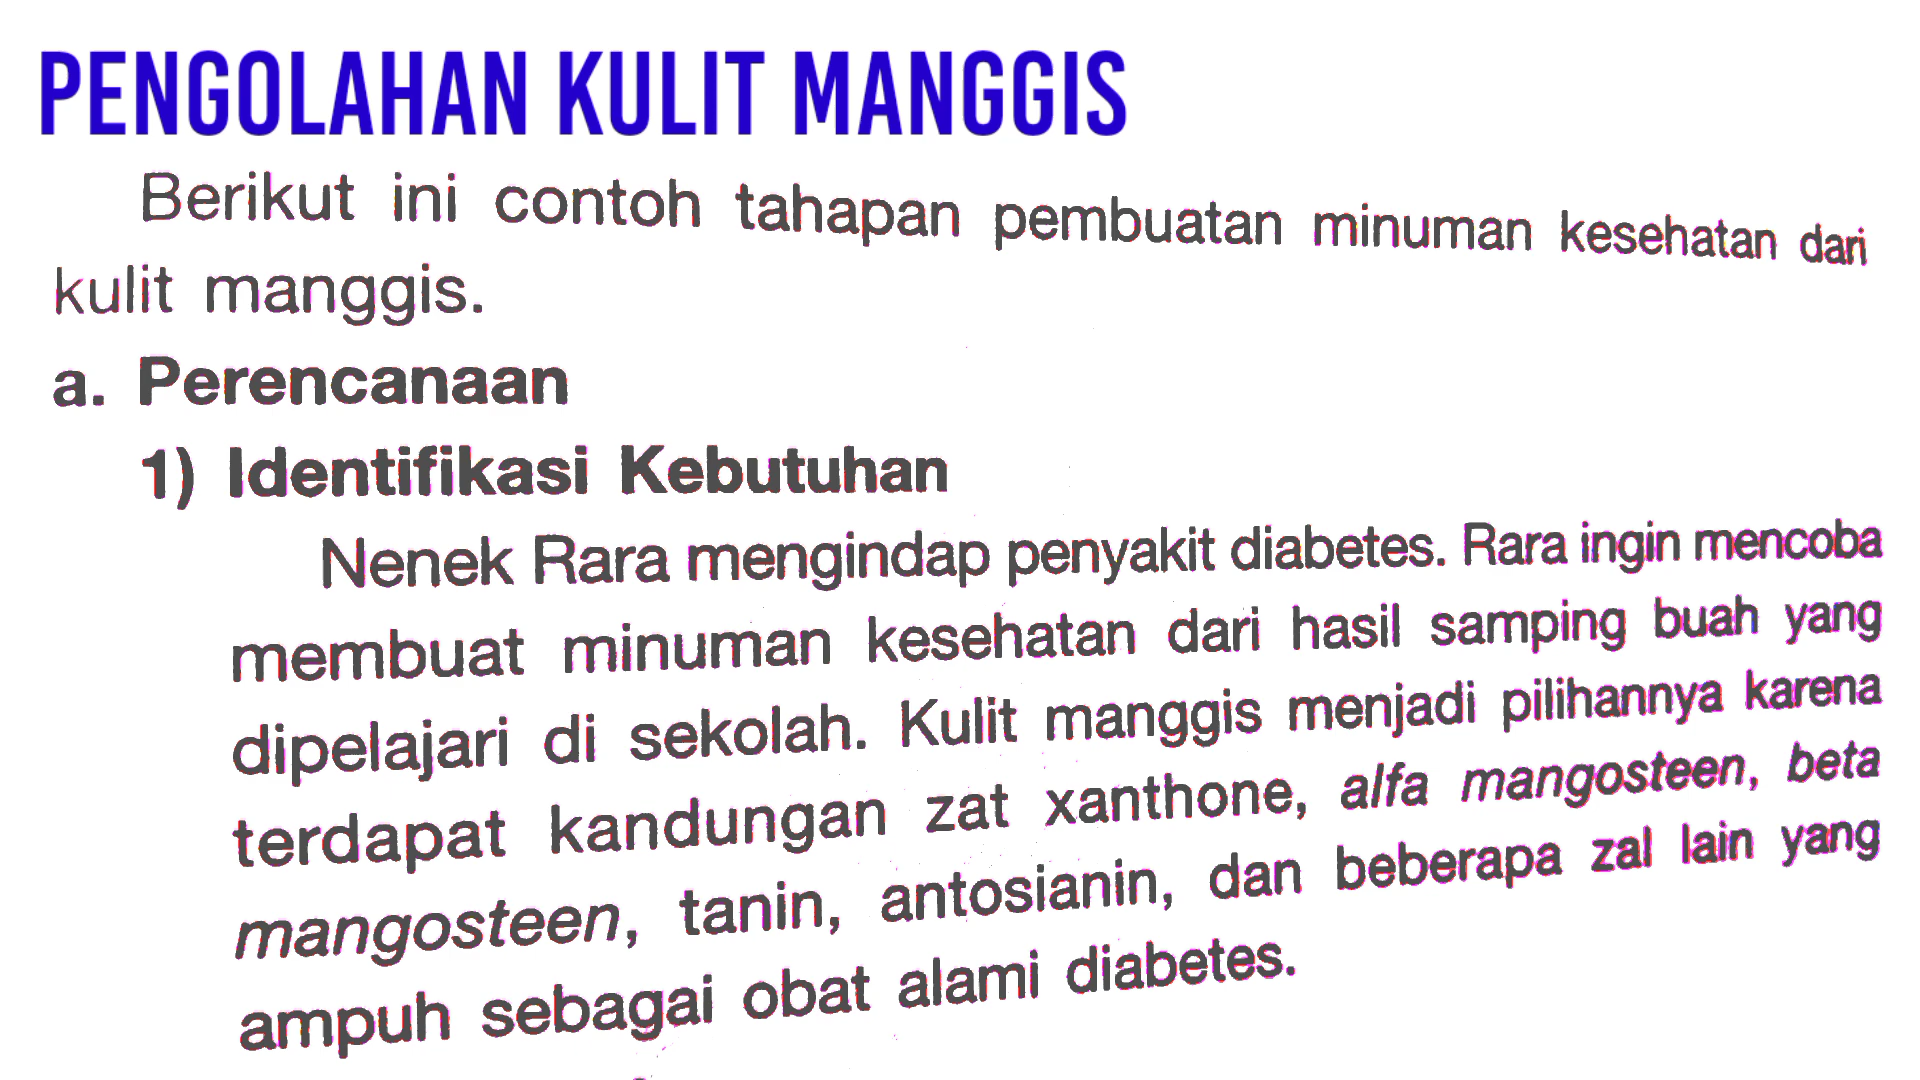 PENGOLAHAN KULIT MANGGIS
Berikut ini contoh tahapan pembuatan minuman kesehatan dari
kulit manggis.
a. Perencanaan
1) Identifikasi Kebutuhan
Nenek Rara mengindap penyakit diabetes. Rara ingin mencoba
membuat minuman kesehatan dari hasil samping buah yang
dipelajari di sekolah. Kulit manggis menjadi pilihannya karena
terdapat kandungan zat xanthone, alfa mangosteen, beta
mangosteen, tanin, antosianin, dan beberapa zal lain yang
ampuh sebagai obat alami diabetes.